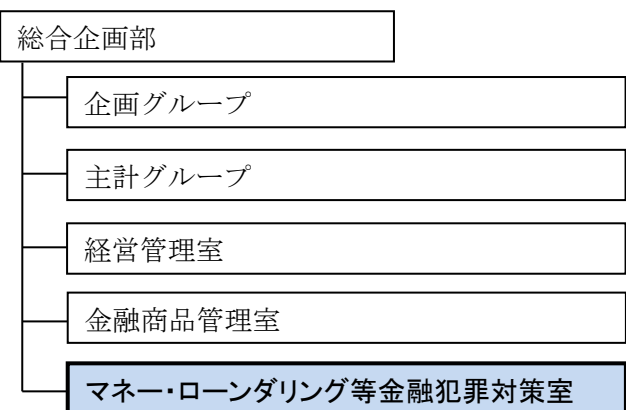 総合企画部
企画グループ
主計グループ
経営管理室
金融商品管理室
マネー・ローンダリング等金融犯罪対策室